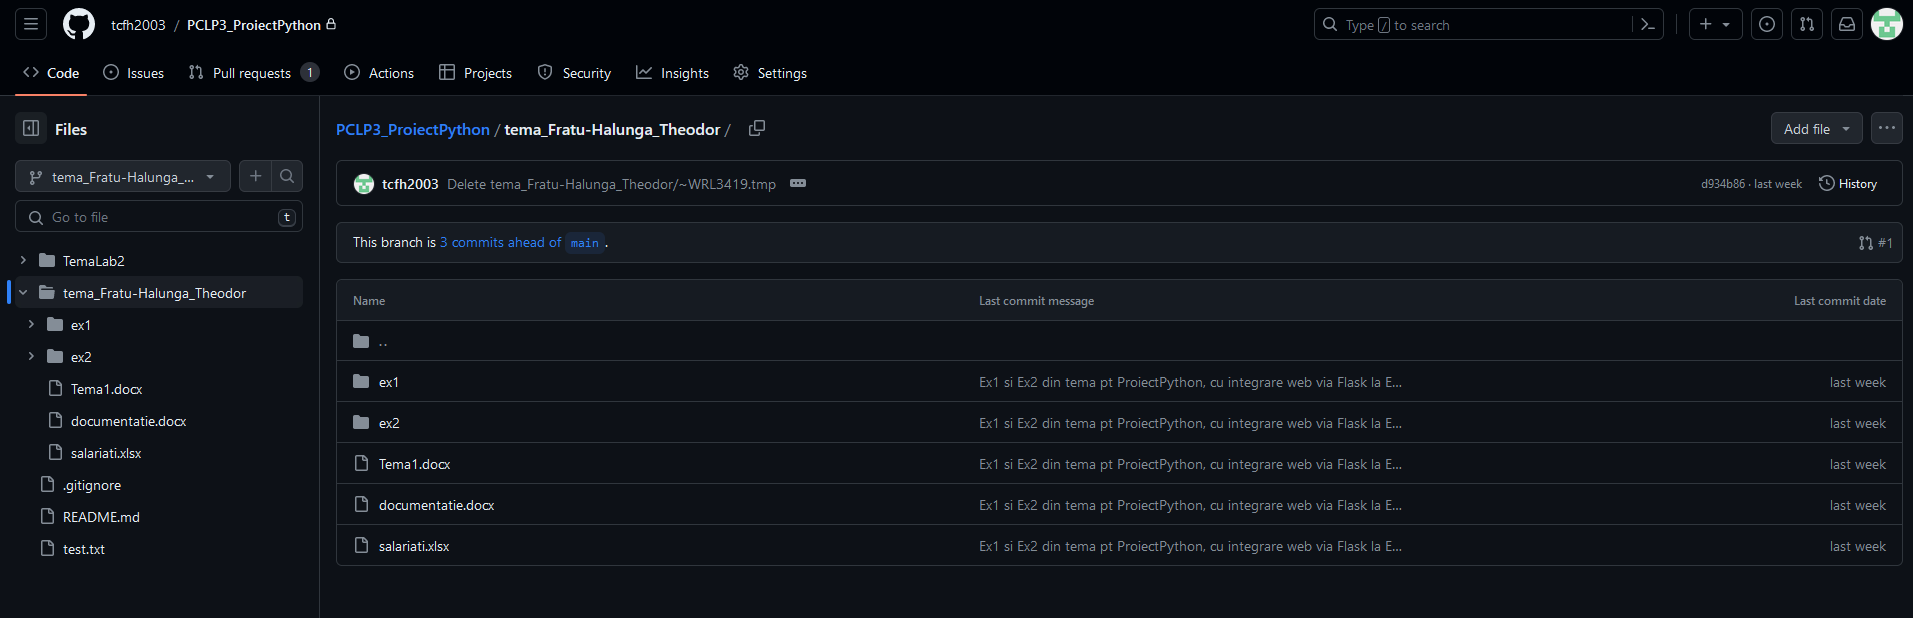 tcfh2003 / PCLP3_ProiectPython
Type / to search
Code Issues Pull requests 1 Actions Projects Security Insights Settings
Files
tema_Fratu-Halunga_...
Go to file t
TemaLab2
tema_Fratu-Halunga_Theodor
ex1
ex2
Tema1.docx
documentatie.docx
salariati.xlsx
.gitignore
README.md
test.txt
PCLP3_ProiectPython / tema_Fratu-Halunga_Theodor /
Add file
tcfh2003 Delete tema_Fratu-Halunga_Theodor/~WRL3419.tmp
d934b86 · last week History
This branch is 3 commits ahead of main .
#1
Name Last commit message Last commit date
..
ex1 Ex1 si Ex2 din tema pt ProiectPython, cu integrare web via Flask la E... last week
ex2 Ex1 si Ex2 din tema pt ProiectPython, cu integrare web via Flask la E... last week
Tema1.docx Ex1 si Ex2 din tema pt ProiectPython, cu integrare web via Flask la E... last week
documentatie.docx Ex1 si Ex2 din tema pt ProiectPython, cu integrare web via Flask la E... last week
salariati.xlsx Ex1 si Ex2 din tema pt ProiectPython, cu integrare web via Flask la E... last week